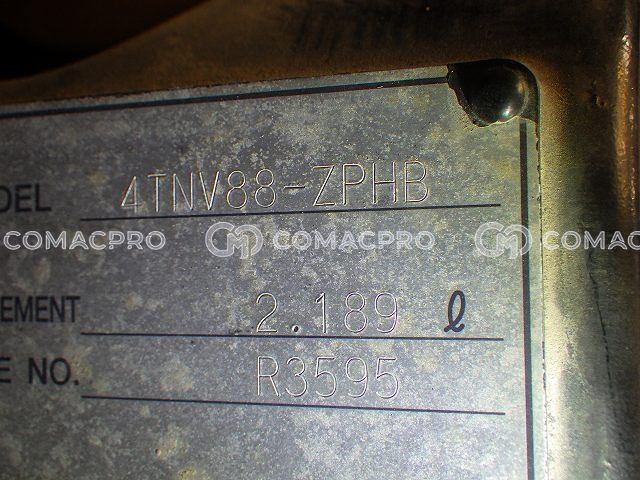 DEL 4TNV88-ZPHB
COMACPRO COMACPRO COMACPRO
EMENT 2.189 ℓ
E NO. R3595